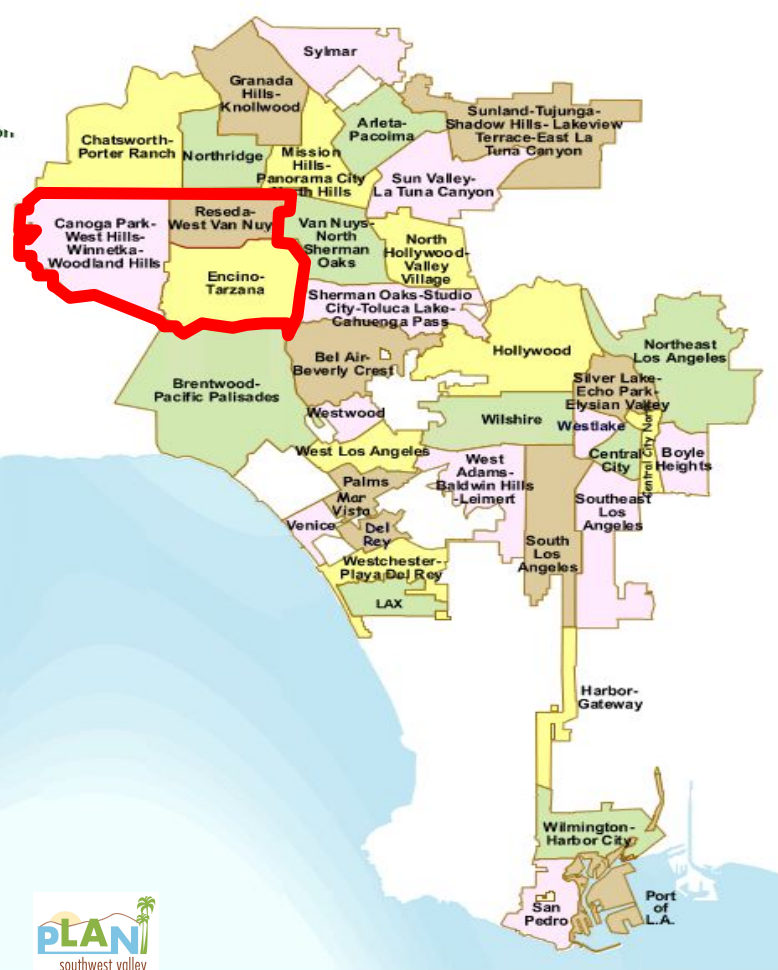 Sylmar
Granada
Hills-
Knollwood
Sunland-Tujunga-
Shadow Hills- Lakeview
Terrace-East La
Tuna Canyon
Arleta-
Pacoima
Chatsworth-
Porter Ranch
Northridge
Mission
Hills-
Panorama City
Hills
Sun Valley-
La Tuna Canyon
Canoga Park-
West Hills-
Winnetka-
Woodland Hills
Reseda-
West Van Nuy
Van Nuys-
North
Sherman
Oaks
North
Hollywood-
Valley
Village
Encino-
Tarzana
Sherman Oaks-Studio
City-Toluca Lake-
Cahuenga Pass
Hollywood
Northeast
Los Angeles
Bel Air-
Beverly Crest
Brentwood-
Pacific Palisades
Silver Lake-
Echo Park-
Elysian Valley
Westwood
Wilshire
Westlake
Central City North
West Los Angeles
West
Adams-
Baldwin Hills
-Leimert
Central
City
Boyle
Heights
Palms
Mar
Vista
Southeast
Los
Angeles
Venice
Del
Rey
South
Los
Angeles
Westchester-
Playa Del Rey
LAX
Harbor-
Gateway
Wilmington-
Harbor City
San
Pedro
Port
of
L.A.
pLAN
southwest valley